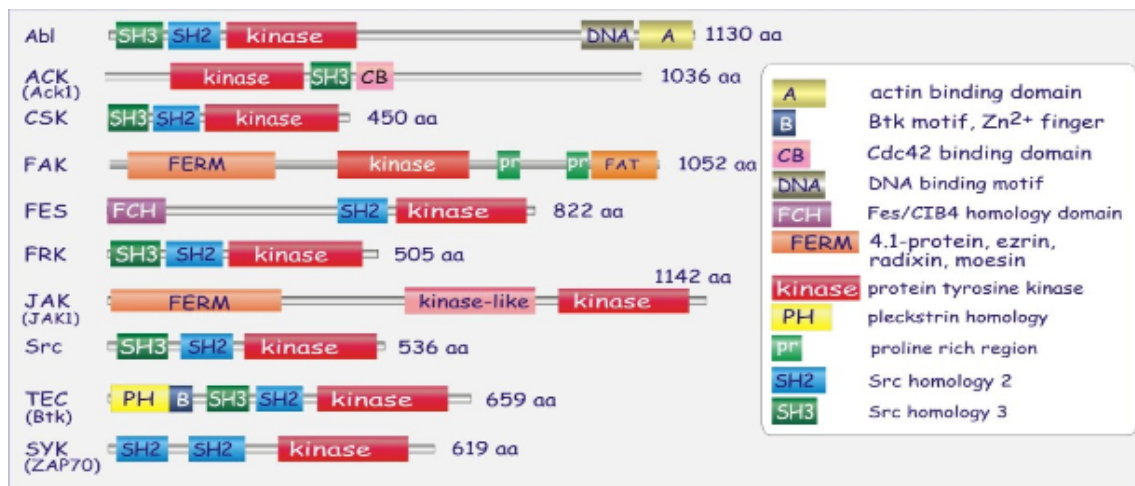 Abl SH3 SH2 kinase DNA A 1130 aa
ACK kinase SH3 CB 1036 aa
(Ack1)
CSK SH3 SH2 kinase 450 aa
FAK FERM kinase pr pr FAT 1052 aa
FES FCH SH2 kinase 822 aa
FRK SH3 SH2 kinase 505 aa
1142 aa
JAK FERM kinase-like kinase
(JAK1)
Src SH3 SH2 kinase 536 aa
TEC PH B SH3 SH2 kinase 659 aa
(Btk)
SYK SH2 SH2 kinase 619 aa
(ZAP70)
A actin binding domain
B Btk motif, Zn2+ finger
CB Cdc42 binding domain
DNA DNA binding motif
FCH Fes/CIB4 homology domain
FERM 4.1-protein, ezrin,
radixin, moesin
kinase protein tyrosine kinase
PH pleckstrin homology
pr proline rich region
SH2 Src homology 2
SH3 Src homology 3